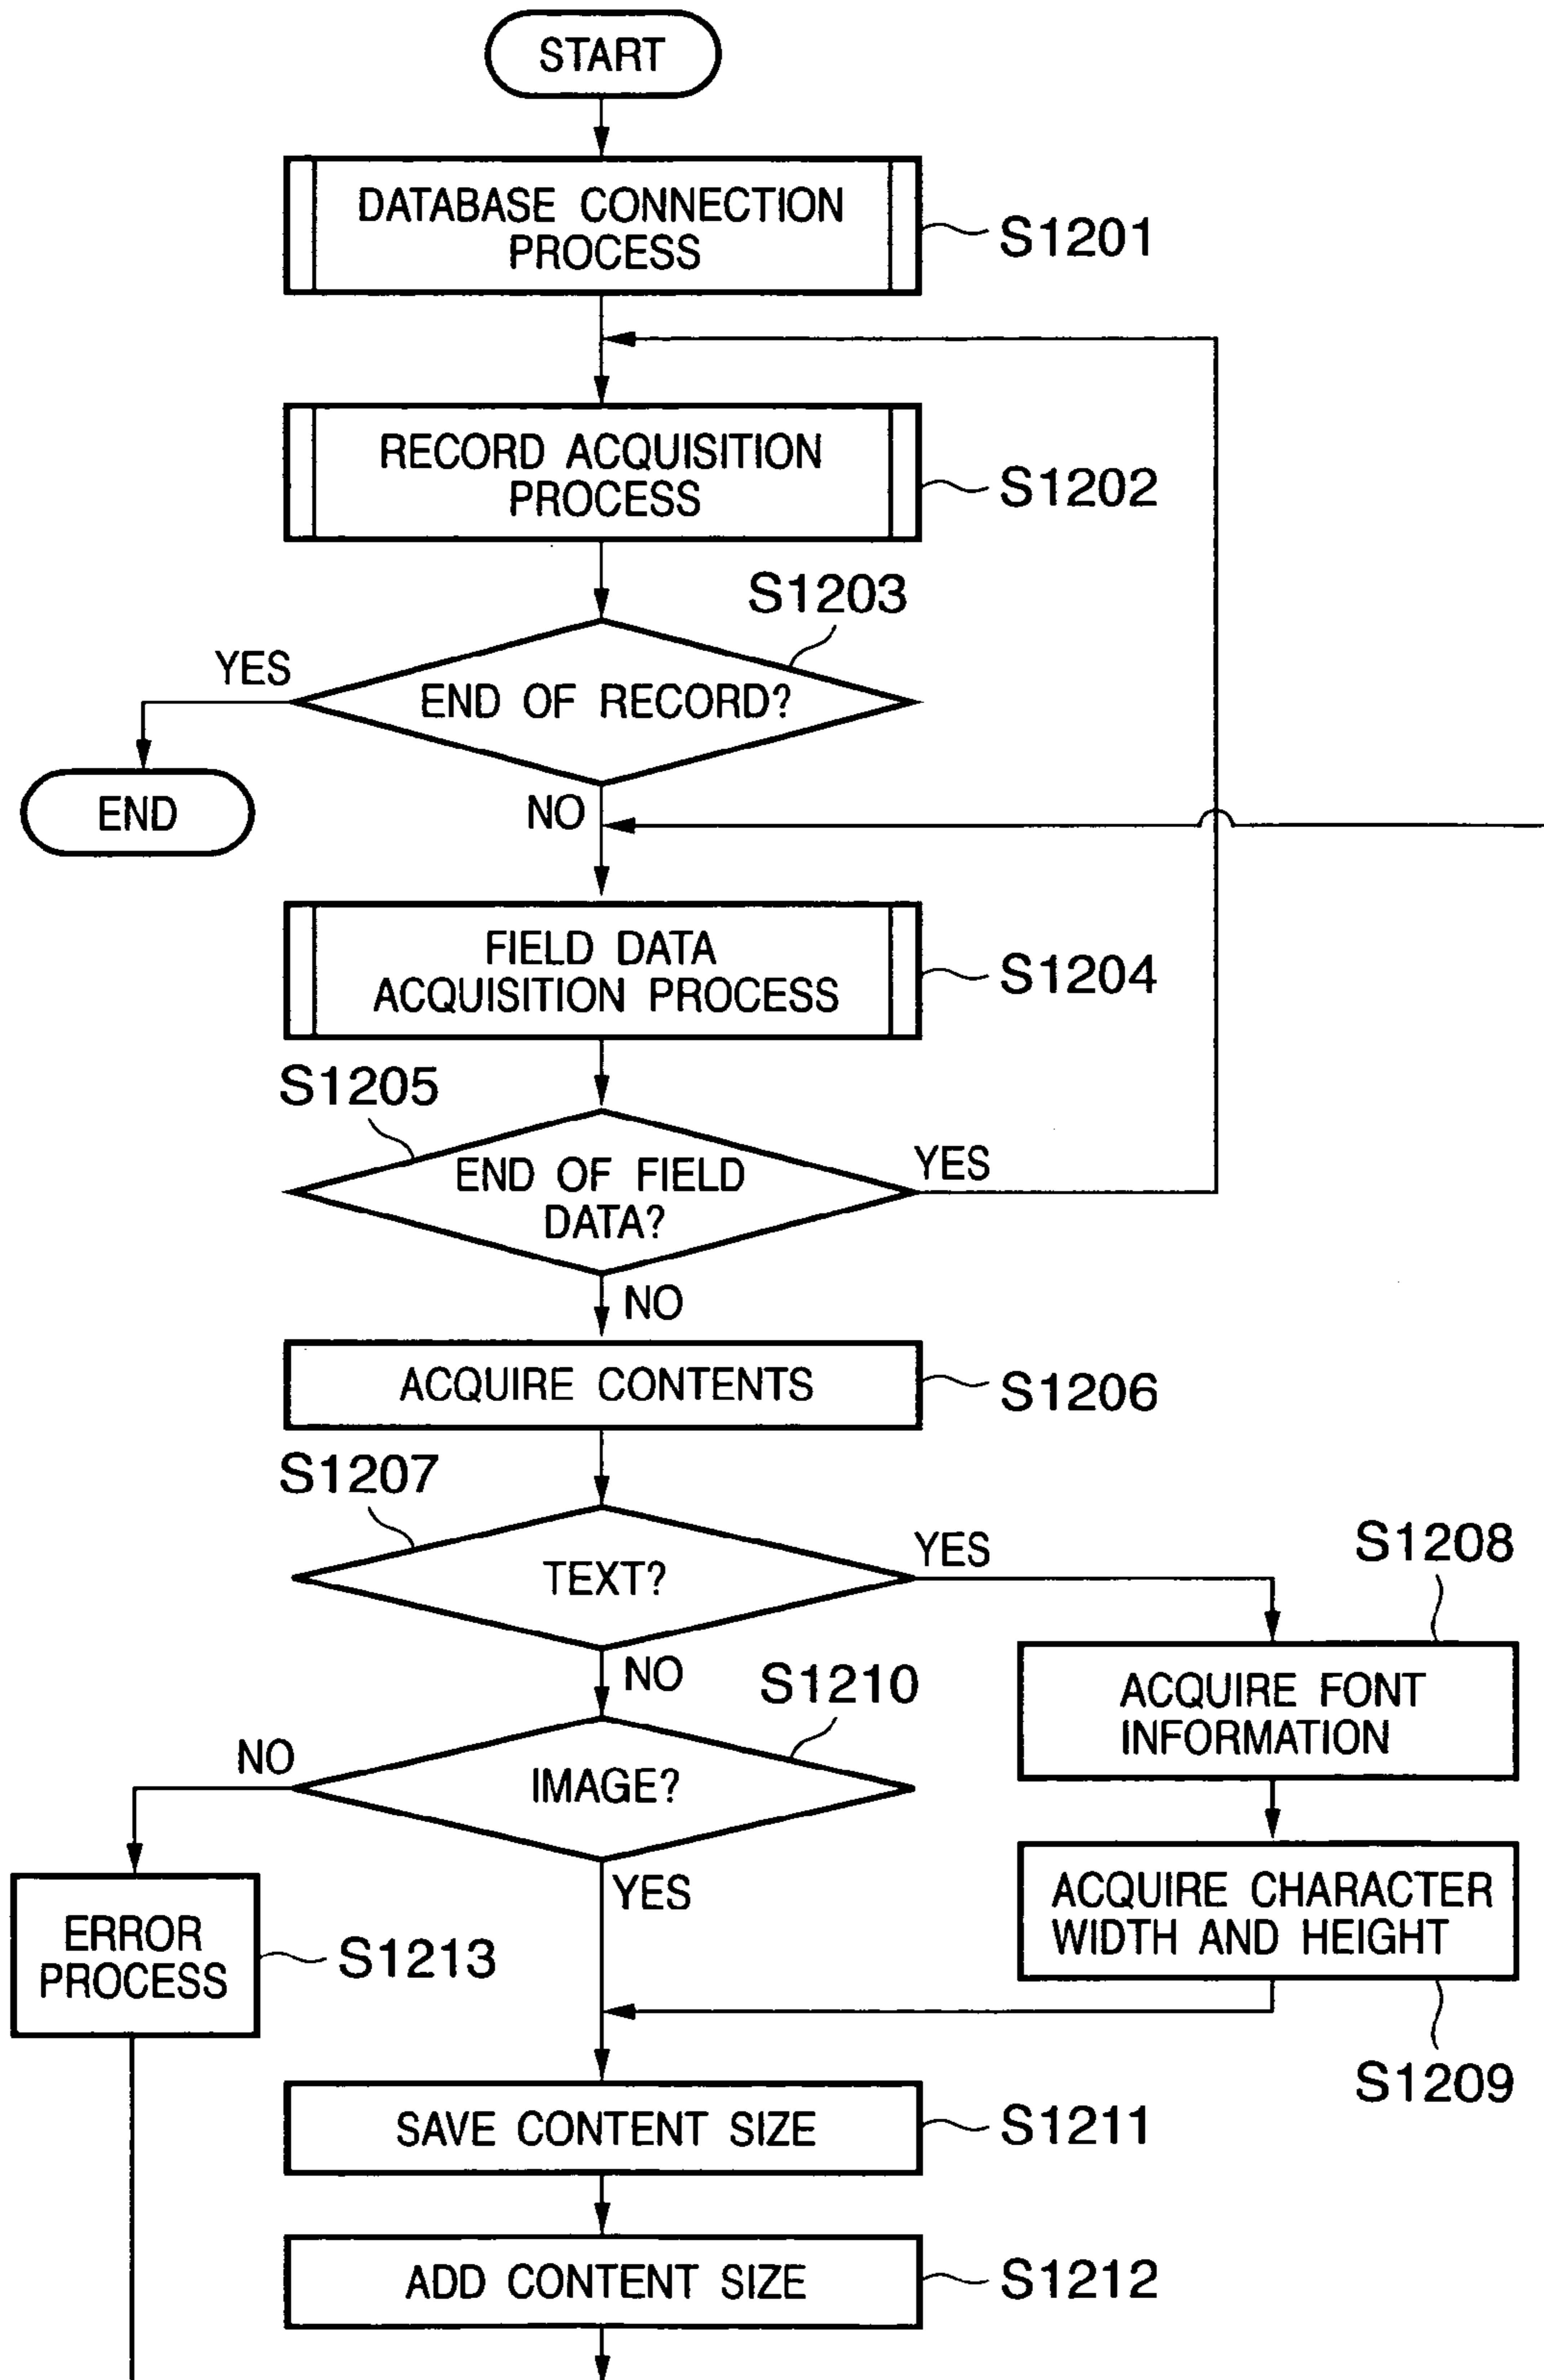 START
DATABASE CONNECTION
PROCESS
S1201
RECORD ACQUISITION
PROCESS
S1202
S1203
YES
END OF RECORD?
END
NO
FIELD DATA
ACQUISITION PROCESS
S1204
S1205
END OF FIELD
DATA?
YES
NO
ACQUIRE CONTENTS
S1206
S1207
TEXT?
YES
S1208
NO
S1210
ACQUIRE FONT
INFORMATION
NO
IMAGE?
YES
ACQUIRE CHARACTER
WIDTH AND HEIGHT
ERROR
PROCESS
S1213
S1209
SAVE CONTENT SIZE
S1211
ADD CONTENT SIZE
S1212